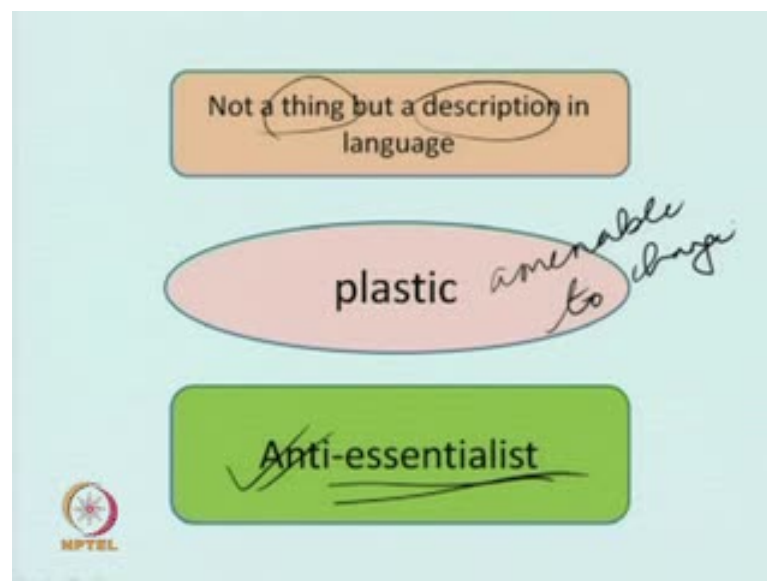 Not a thing but a description in
language
plastic
amenable
to change
Anti-essentialist
NPTEL